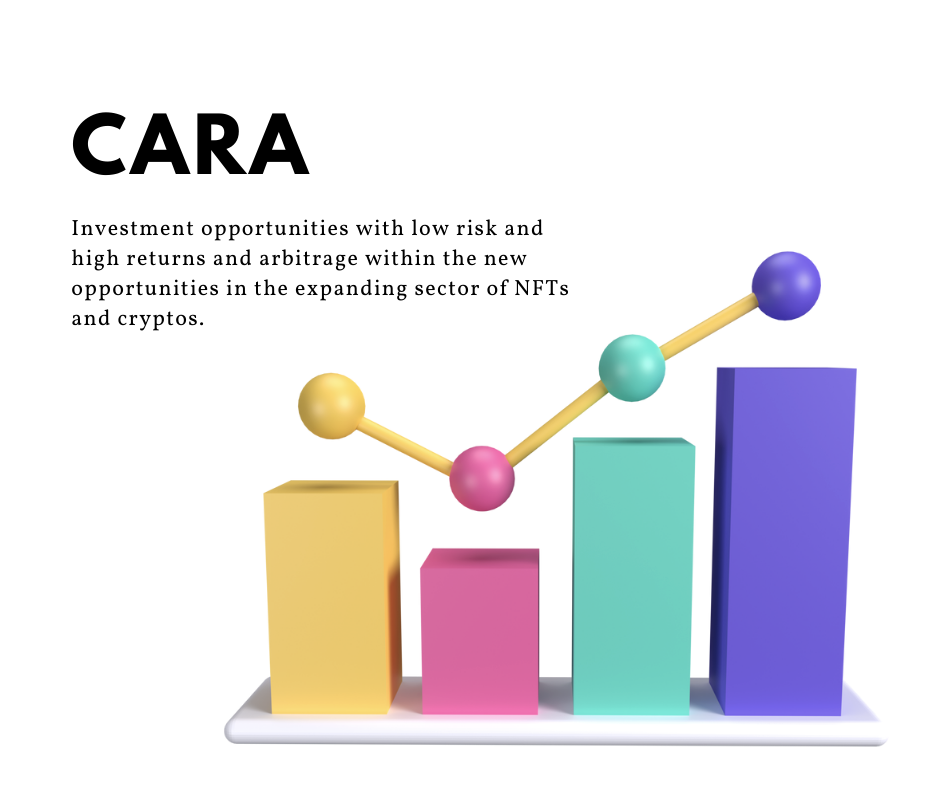 CARA
Investment opportunities with low risk and
high returns and arbitrage within the new
opportunities in the expanding sector of NFTs
and cryptos.